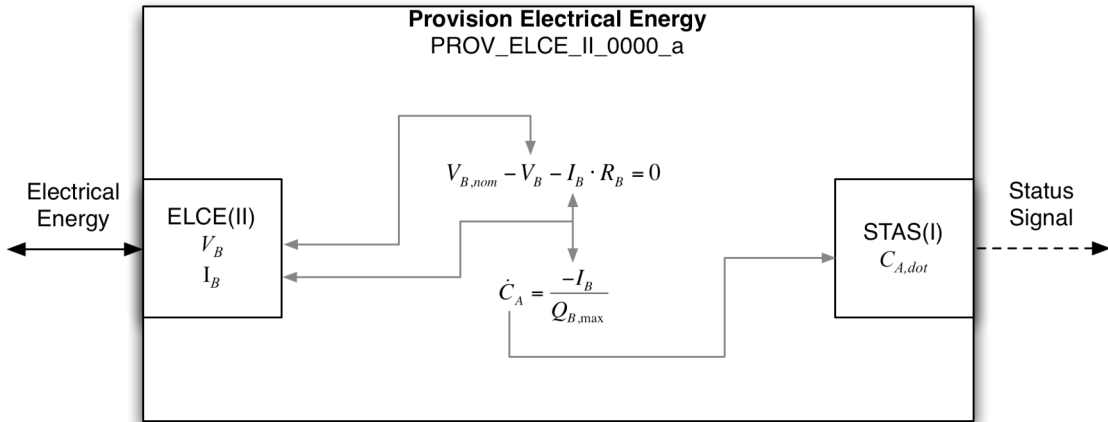 Provision Electrical Energy
PROV_ELCE_II_0000_a
Electrical
Energy
ELCE(II)
V_B
I_B
V_{B,nom} − V_B − I_B · R_B = 0
Ċ_A = −I_B / Q_{B,max}
STAS(I)
C_{A,dot}
Status
Signal